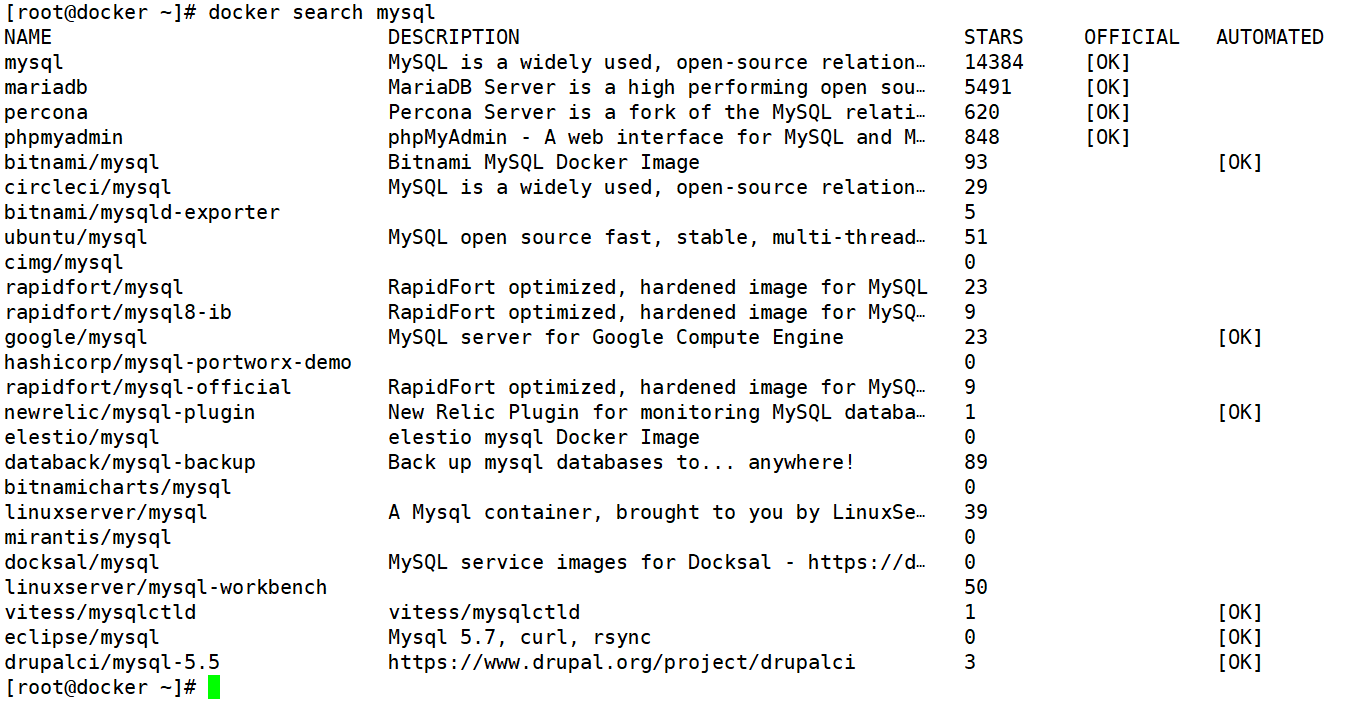 [root@docker ~]# docker search mysql
NAME DESCRIPTION STARS OFFICIAL AUTOMATED
mysql MySQL is a widely used, open-source relation… 14384 [OK]
mariadb MariaDB Server is a high performing open sou… 5491 [OK]
percona Percona Server is a fork of the MySQL relati… 620 [OK]
phpmyadmin phpMyAdmin - A web interface for MySQL and M… 848 [OK]
bitnami/mysql Bitnami MySQL Docker Image 93 [OK]
circleci/mysql MySQL is a widely used, open-source relation… 29
bitnami/mysqld-exporter 5
ubuntu/mysql MySQL open source fast, stable, multi-thread… 51
cimg/mysql 0
rapidfort/mysql RapidFort optimized, hardened image for MySQL 23
rapidfort/mysql8-ib RapidFort optimized, hardened image for MySQ… 9
google/mysql MySQL server for Google Compute Engine 23 [OK]
hashicorp/mysql-portworx-demo 0
rapidfort/mysql-official RapidFort optimized, hardened image for MySQ… 9
newrelic/mysql-plugin New Relic Plugin for monitoring MySQL databa… 1 [OK]
elestio/mysql elestio mysql Docker Image 0
databack/mysql-backup Back up mysql databases to... anywhere! 89
bitnamicharts/mysql 0
linuxserver/mysql A Mysql container, brought to you by LinuxSe… 39
mirantis/mysql 0
docksal/mysql MySQL service images for Docksal - https://d… 0
linuxserver/mysql-workbench 50
vitess/mysqlctld vitess/mysqlctld 1 [OK]
eclipse/mysql Mysql 5.7, curl, rsync 0 [OK]
drupalci/mysql-5.5 https://www.drupal.org/project/drupalci 3 [OK]
[root@docker ~]#